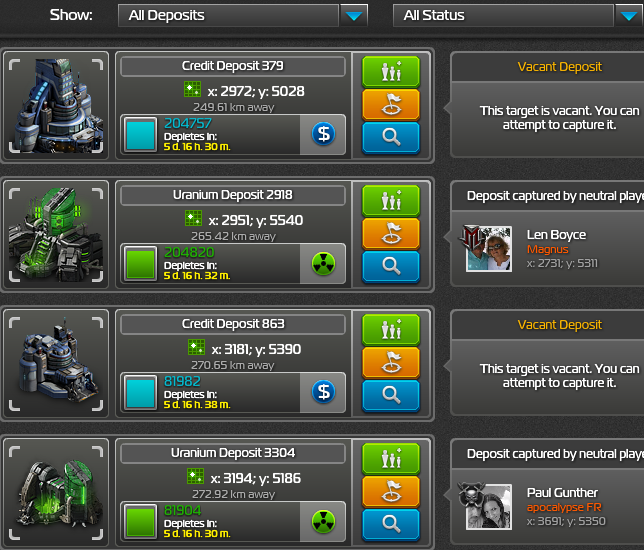 Show:
All Deposits
All Status
Credit Deposit 379
x: 2972; y: 5028
249.61 km away
204757
Depletes in:
5 d. 16 h. 30 m.
Vacant Deposit
This target is vacant. You can
attempt to capture it.
Uranium Deposit 2918
x: 2951; y: 5540
265.42 km away
204820
Depletes in:
5 d. 16 h. 32 m.
Deposit captured by neutral playe
Len Boyce
Magnus
x: 2731; y: 5311
Credit Deposit 863
x: 3181; y: 5390
270.65 km away
81982
Depletes in:
5 d. 16 h. 38 m.
Vacant Deposit
This target is vacant. You can
attempt to capture it.
Uranium Deposit 3304
x: 3194; y: 5186
272.92 km away
81904
Depletes in:
5 d. 16 h. 30 m.
Deposit captured by neutral playe
Paul Gunther
apocalypse FR
x: 3691; y: 5350